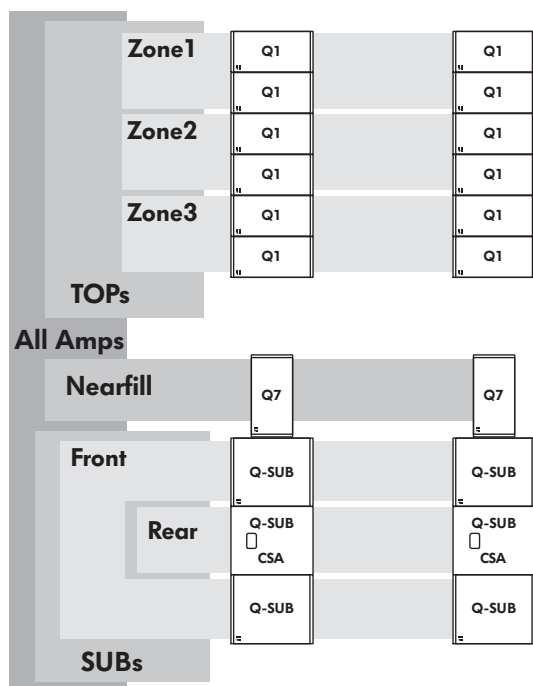 Zone1 Q1 Q1
Q1 Q1
Zone2 Q1 Q1
Q1 Q1
Zone3 Q1 Q1
Q1 Q1
TOPs
All Amps
Nearfill Q7 Q7
Front Q-SUB Q-SUB
Rear Q-SUB Q-SUB
CSA CSA
Q-SUB Q-SUB
SUBs